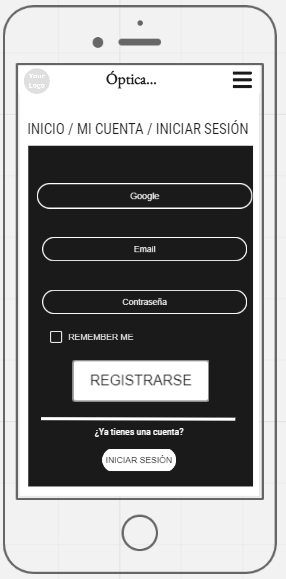 Your
Logo
Óptica...
INICIO / MI CUENTA / INICIAR SESIÓN
Google
Email
Contraseña
REMEMBER ME
REGISTRARSE
¿Ya tienes una cuenta?
INICIAR SESIÓN